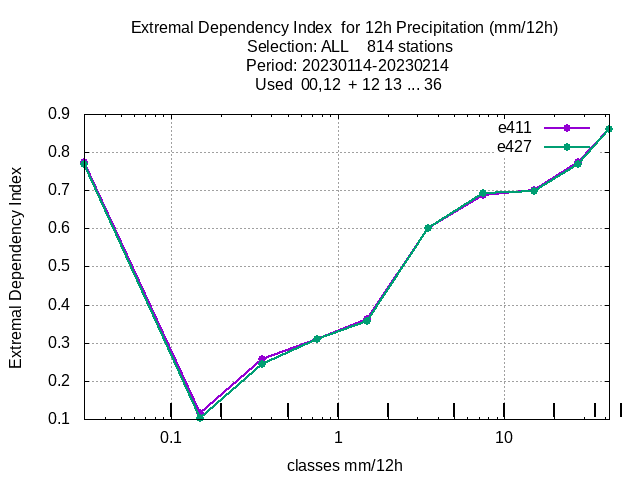 Extremal Dependency Index  for 12h Precipitation (mm/12h)
Selection: ALL    814 stations
Period: 20230114-20230214
Used  00,12  + 12 13 ... 36
e411
e427
Extremal Dependency Index
0.9
0.8
0.7
0.6
0.5
0.4
0.3
0.2
0.1
0.1 1 10
classes mm/12h